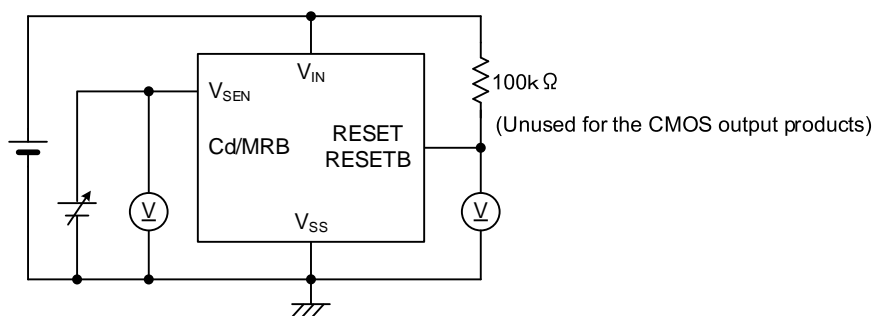 V_IN
V_SEN
100kΩ
(Unused for the CMOS output products)
Cd/MRB
RESET
RESETB
V
V
V_SS